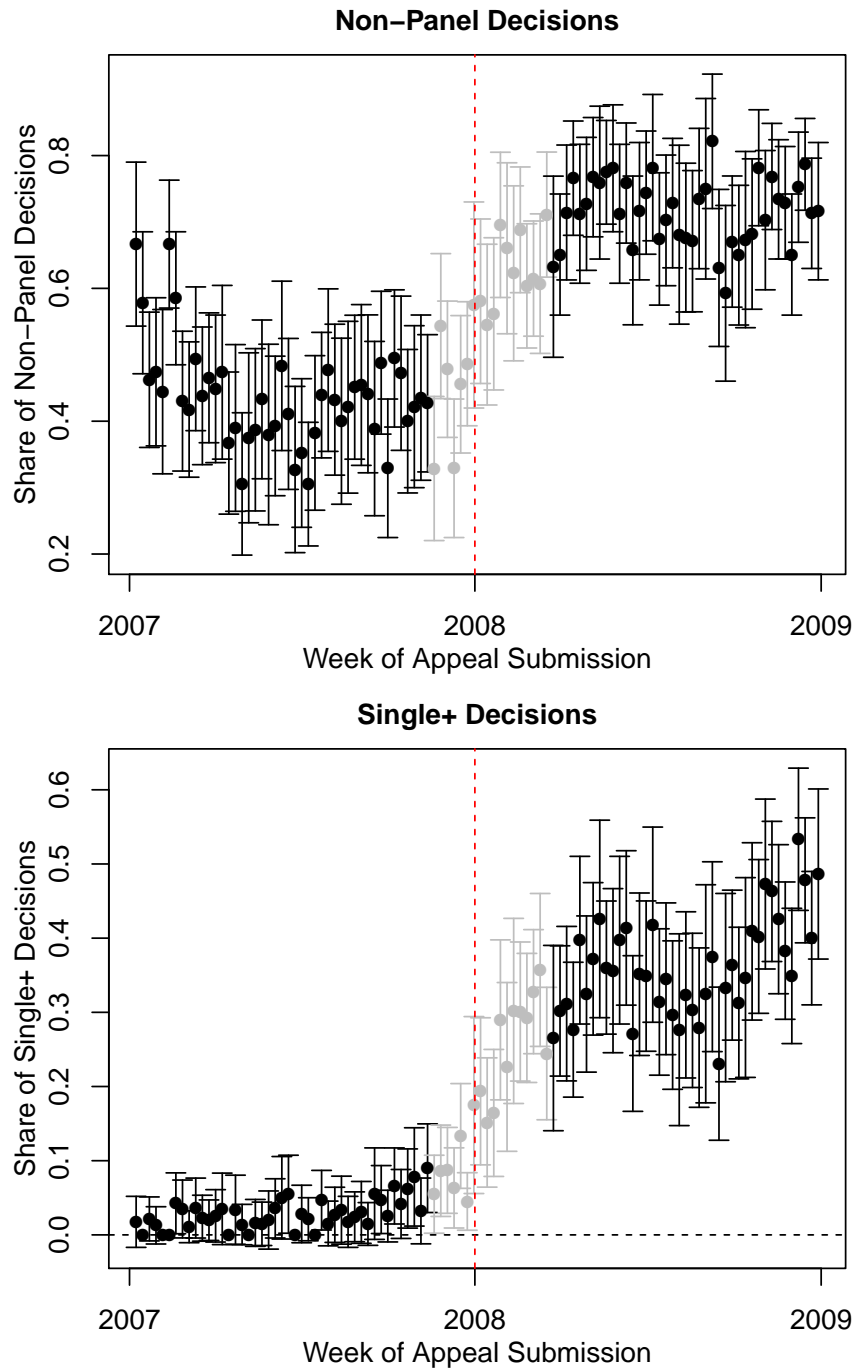 Non−Panel Decisions
Share of Non−Panel Decisions
0.8
0.6
0.4
0.2
2007 2008 2009
Week of Appeal Submission
Single+ Decisions
Share of Single+ Decisions
0.6
0.5
0.4
0.3
0.2
0.1
0.0
2007 2008 2009
Week of Appeal Submission